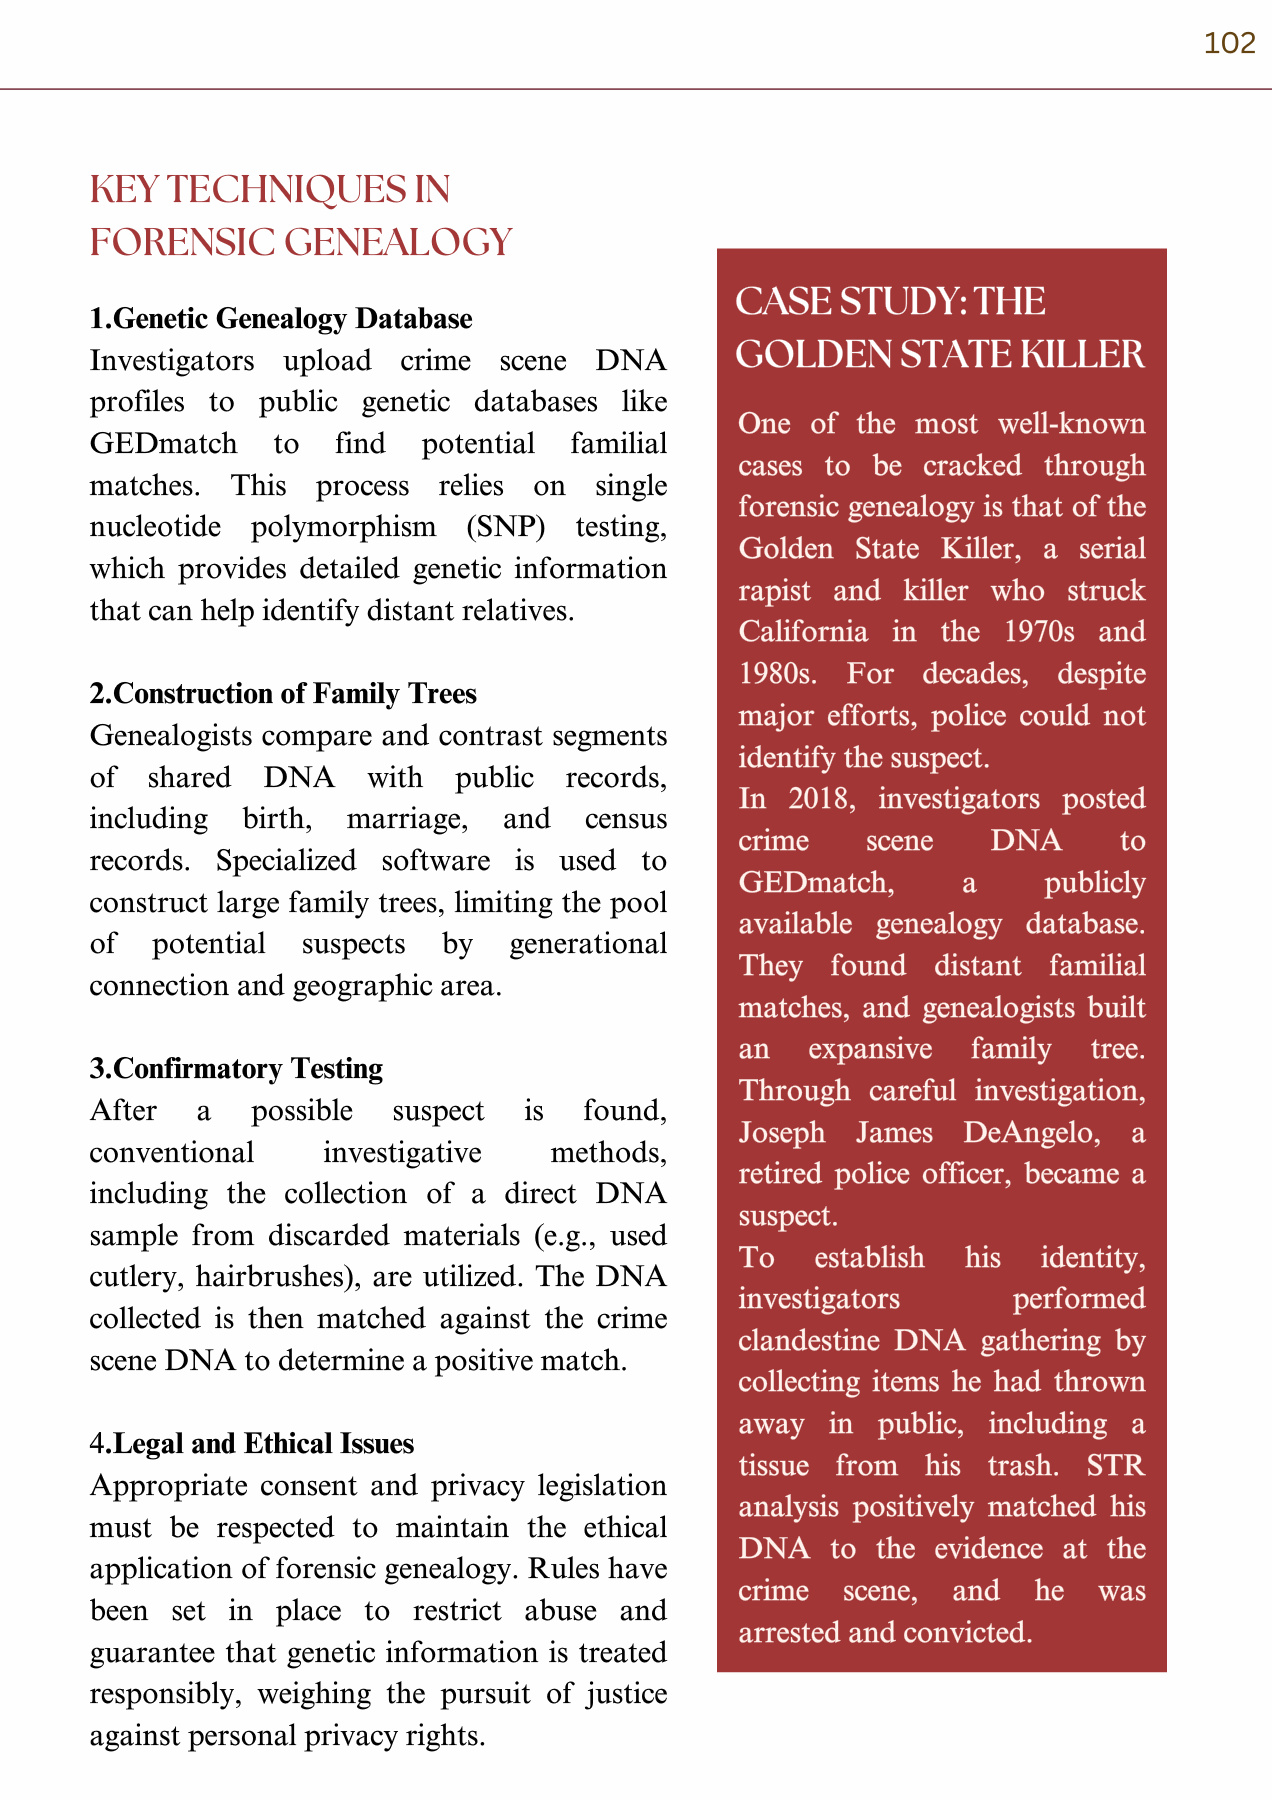 102
KEY TECHNIQUES IN
FORENSIC GENEALOGY
1.Genetic Genealogy Database
Investigators upload crime scene DNA
profiles to public genetic databases like
GEDmatch to find potential familial
matches. This process relies on single
nucleotide polymorphism (SNP) testing,
which provides detailed genetic information
that can help identify distant relatives.
2.Construction of Family Trees
Genealogists compare and contrast segments
of shared DNA with public records,
including birth, marriage, and census
records. Specialized software is used to
construct large family trees, limiting the pool
of potential suspects by generational
connection and geographic area.
3.Confirmatory Testing
After a possible suspect is found,
conventional investigative methods,
including the collection of a direct DNA
sample from discarded materials (e.g., used
cutlery, hairbrushes), are utilized. The DNA
collected is then matched against the crime
scene DNA to determine a positive match.
4.Legal and Ethical Issues
Appropriate consent and privacy legislation
must be respected to maintain the ethical
application of forensic genealogy. Rules have
been set in place to restrict abuse and
guarantee that genetic information is treated
responsibly, weighing the pursuit of justice
against personal privacy rights.
CASE STUDY: THE
GOLDEN STATE KILLER
One of the most well-known
cases to be cracked through
forensic genealogy is that of the
Golden State Killer, a serial
rapist and killer who struck
California in the 1970s and
1980s. For decades, despite
major efforts, police could not
identify the suspect.
In 2018, investigators posted
crime scene DNA to
GEDmatch, a publicly
available genealogy database.
They found distant familial
matches, and genealogists built
an expansive family tree.
Through careful investigation,
Joseph James DeAngelo, a
retired police officer, became a
suspect.
To establish his identity,
investigators performed
clandestine DNA gathering by
collecting items he had thrown
away in public, including a
tissue from his trash. STR
analysis positively matched his
DNA to the evidence at the
crime scene, and he was
arrested and convicted.